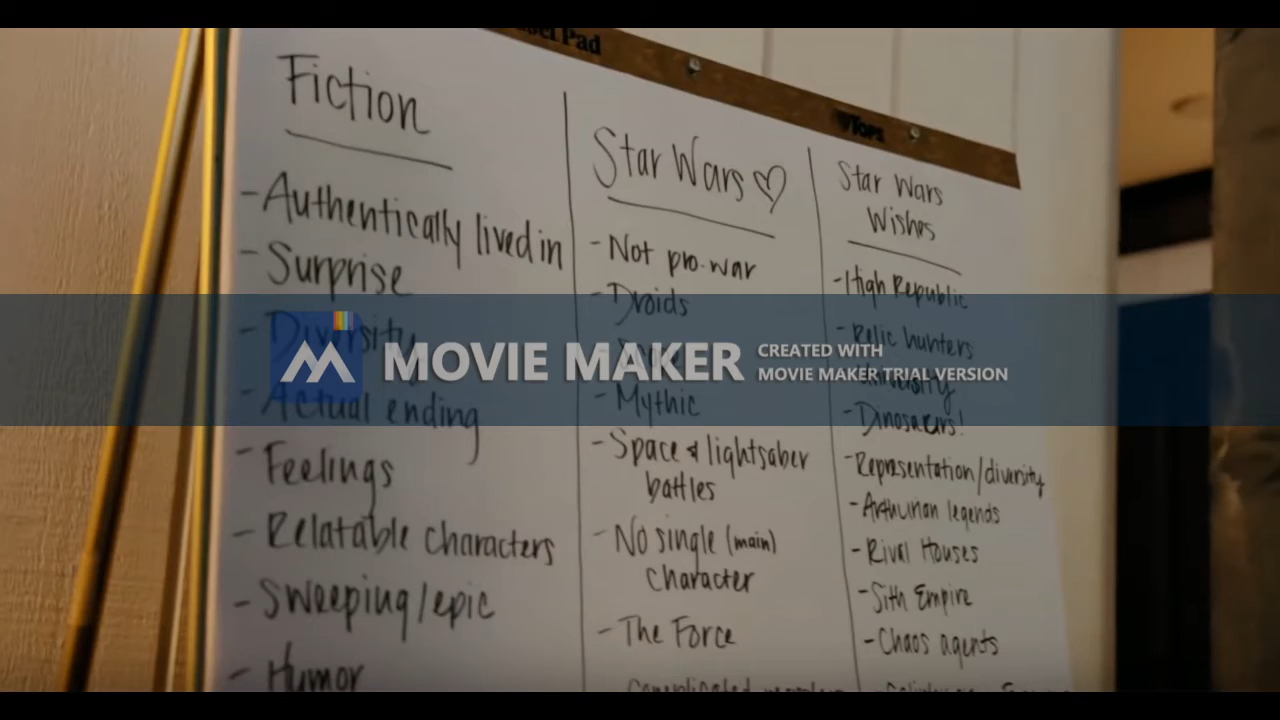 Pad
Tops
Fiction
- Authentically lived in
- Surprise
- Diversity
- Actual ending
- Feelings
- Relatable characters
- Sweeping/epic
- Humor
Star Wars ♡
- Not pro-war
- Droids
- Mythic
- Space & lightsaber
battles
- No single (main)
character
- The Force
Star Wars
Wishes
- High Republic
- Relic hunters
- Dinosaurs!
- Representation/diversity
- Arthurian legends
- Rival Houses
- Sith Empire
- Chaos agents
MOVIE MAKER
CREATED WITH
MOVIE MAKER TRIAL VERSION